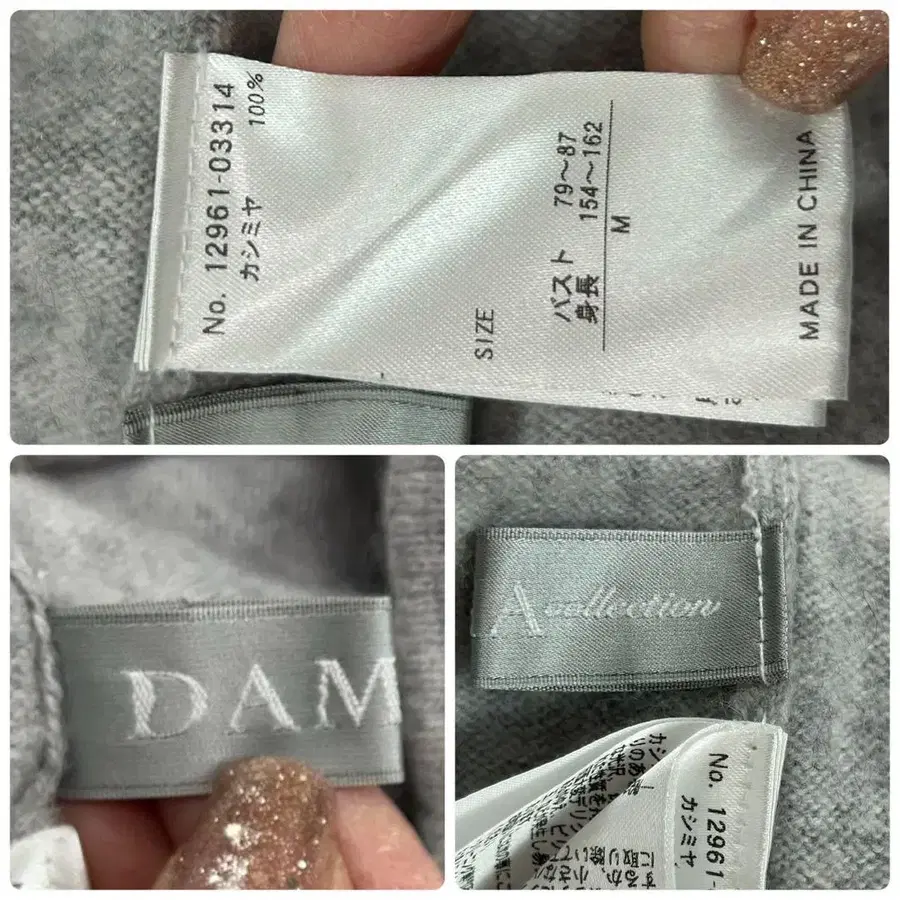 No. 12961-03314
カシミヤ 100%
SIZE
バスト 79〜87
身長 154〜162
M
MADE IN CHINA
DAM
A collection
No. 12961-
カシミヤ